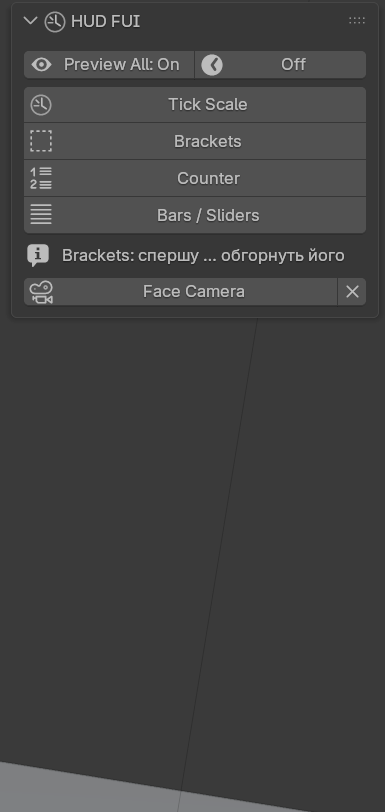 HUD FUI
Preview All: On
Off
Tick Scale
Brackets
Counter
Bars / Sliders
Brackets: спершу ... обгорнуть його
Face Camera